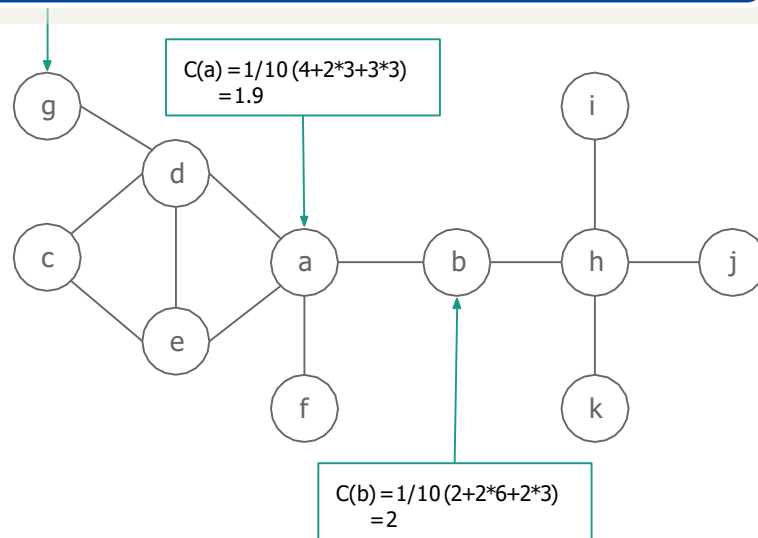 C(a) = 1/10 (4+2*3+3*3)
= 1.9
g
i
d
c
a
b
h
j
e
f
k
C(b) = 1/10 (2+2*6+2*3)
= 2